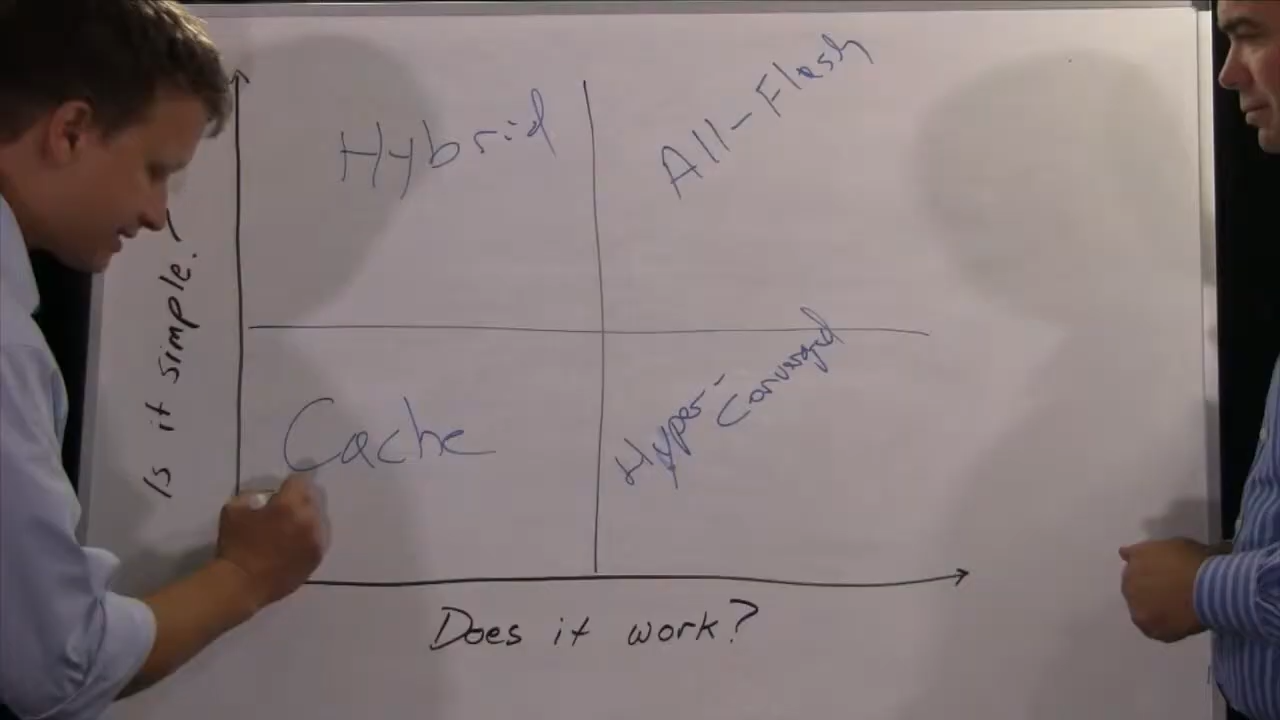 Hybrid
All-Flash
Is it simple?
Cache
Hyper-
Converged
Does it work?